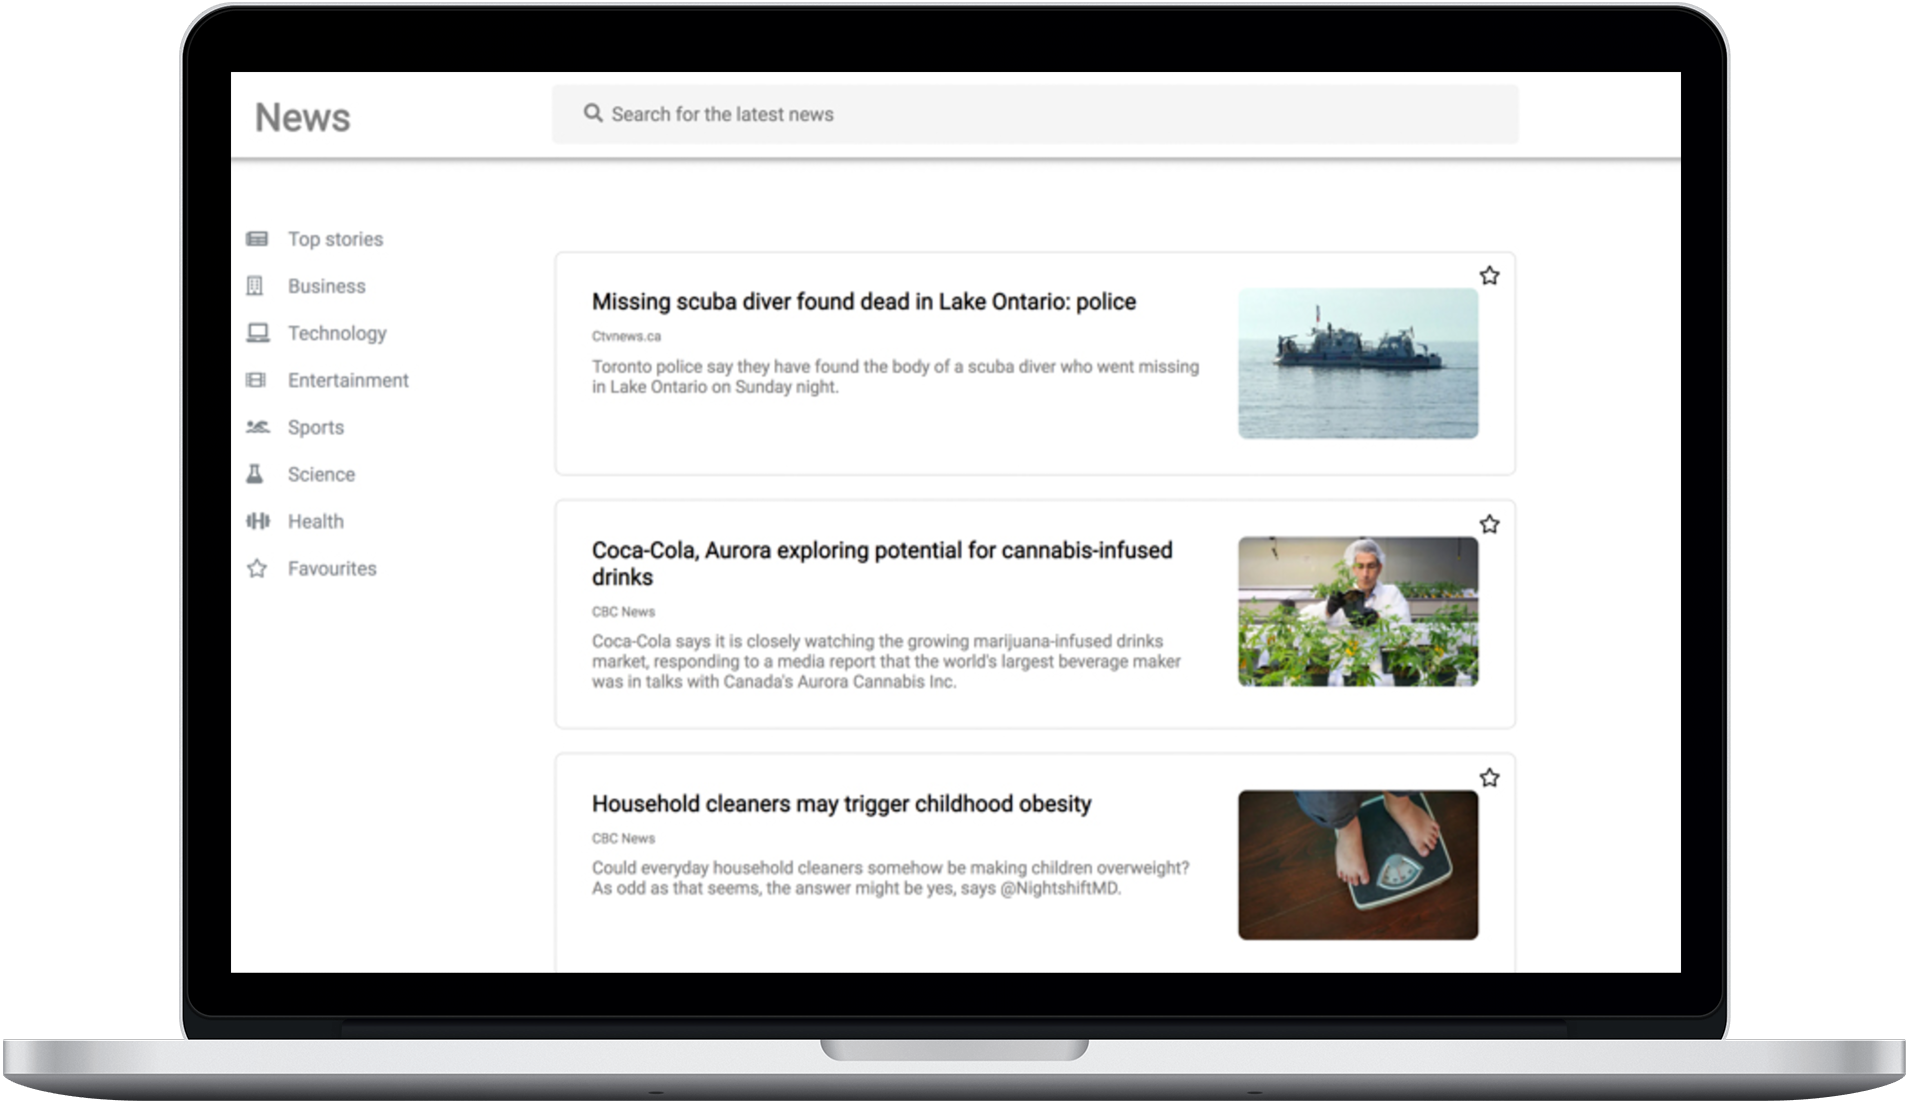 News
Search for the latest news
Top stories
Business
Technology
Entertainment
Sports
Science
Health
Favourites
Missing scuba diver found dead in Lake Ontario: police
Ctvnews.ca
Toronto police say they have found the body of a scuba diver who went missing
in Lake Ontario on Sunday night.
Coca-Cola, Aurora exploring potential for cannabis-infused
drinks
CBC News
Coca-Cola says it is closely watching the growing marijuana-infused drinks
market, responding to a media report that the world's largest beverage maker
was in talks with Canada's Aurora Cannabis Inc.
Household cleaners may trigger childhood obesity
CBC News
Could everyday household cleaners somehow be making children overweight?
As odd as that seems, the answer might be yes, says @NightshiftMD.